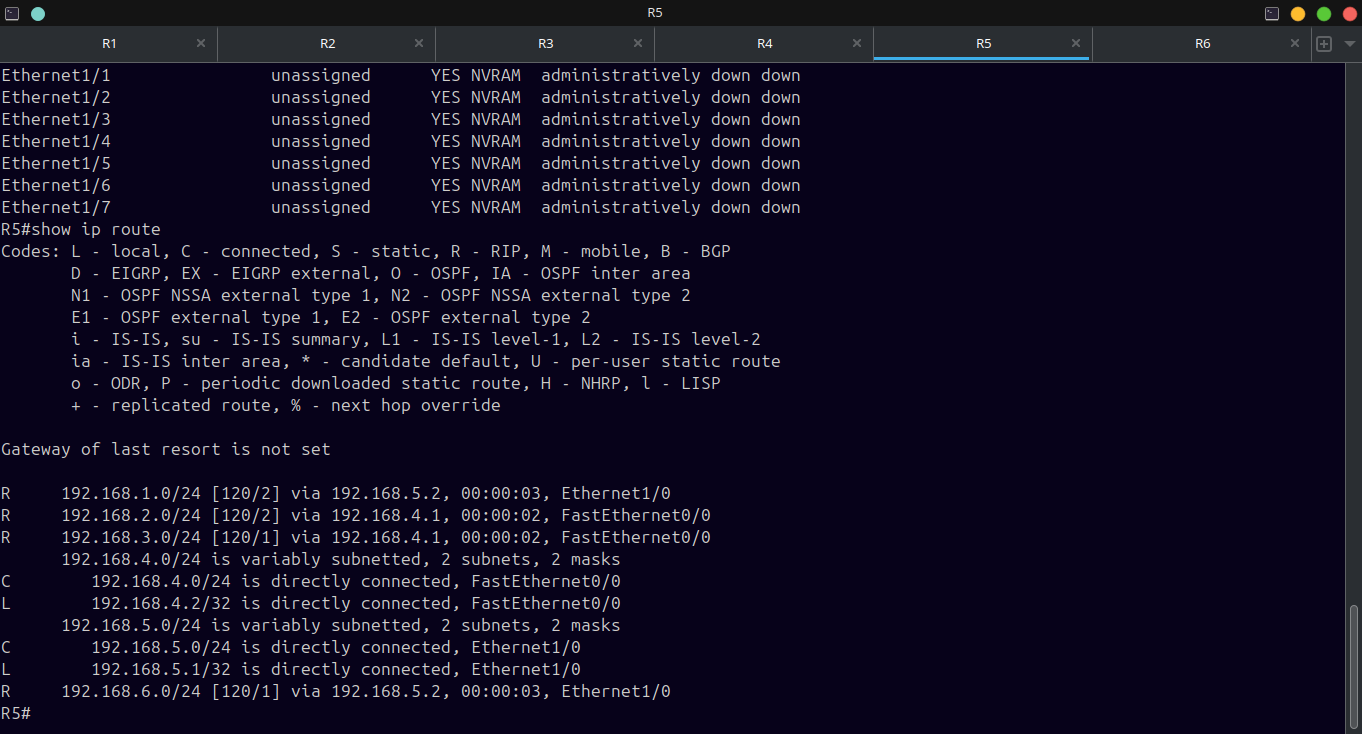 R5
R1 R2 R3 R4 R5 R6
Ethernet1/1                unassigned      YES NVRAM  administratively down down
Ethernet1/2                unassigned      YES NVRAM  administratively down down
Ethernet1/3                unassigned      YES NVRAM  administratively down down
Ethernet1/4                unassigned      YES NVRAM  administratively down down
Ethernet1/5                unassigned      YES NVRAM  administratively down down
Ethernet1/6                unassigned      YES NVRAM  administratively down down
Ethernet1/7                unassigned      YES NVRAM  administratively down down
R5#show ip route
Codes: L - local, C - connected, S - static, R - RIP, M - mobile, B - BGP
       D - EIGRP, EX - EIGRP external, O - OSPF, IA - OSPF inter area
       N1 - OSPF NSSA external type 1, N2 - OSPF NSSA external type 2
       E1 - OSPF external type 1, E2 - OSPF external type 2
       i - IS-IS, su - IS-IS summary, L1 - IS-IS level-1, L2 - IS-IS level-2
       ia - IS-IS inter area, * - candidate default, U - per-user static route
       o - ODR, P - periodic downloaded static route, H - NHRP, l - LISP
       + - replicated route, % - next hop override

Gateway of last resort is not set

R     192.168.1.0/24 [120/2] via 192.168.5.2, 00:00:03, Ethernet1/0
R     192.168.2.0/24 [120/2] via 192.168.4.1, 00:00:02, FastEthernet0/0
R     192.168.3.0/24 [120/1] via 192.168.4.1, 00:00:02, FastEthernet0/0
      192.168.4.0/24 is variably subnetted, 2 subnets, 2 masks
C        192.168.4.0/24 is directly connected, FastEthernet0/0
L        192.168.4.2/32 is directly connected, FastEthernet0/0
      192.168.5.0/24 is variably subnetted, 2 subnets, 2 masks
C        192.168.5.0/24 is directly connected, Ethernet1/0
L        192.168.5.1/32 is directly connected, Ethernet1/0
R     192.168.6.0/24 [120/1] via 192.168.5.2, 00:00:03, Ethernet1/0
R5#